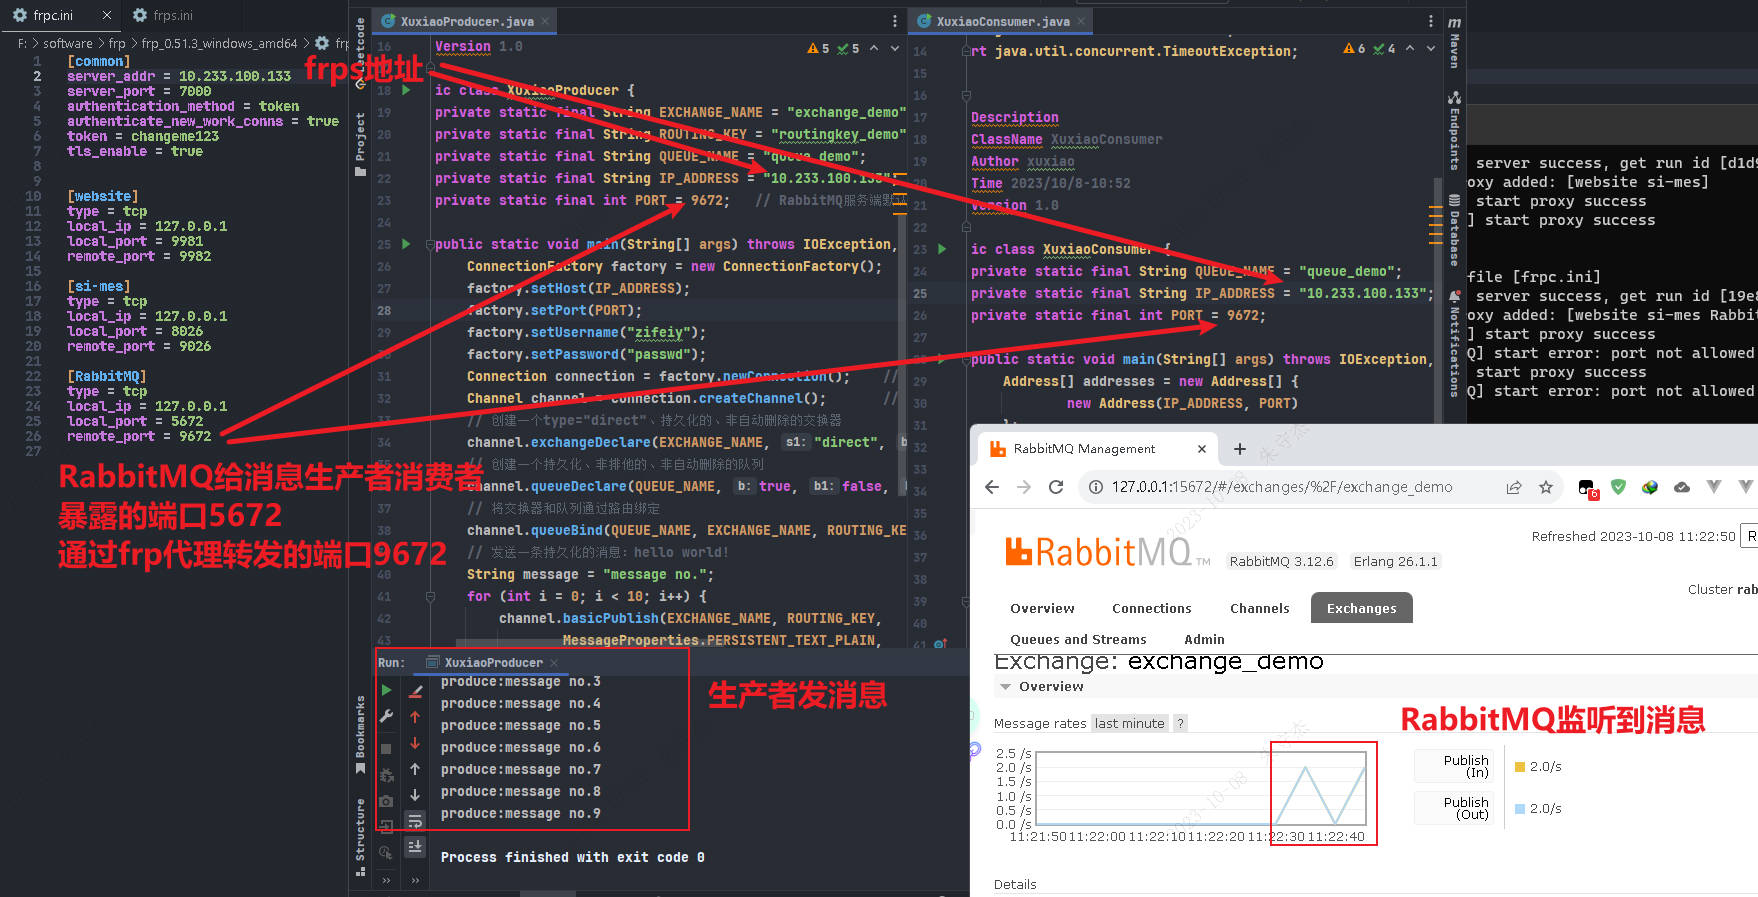 frpc.ini
frps.ini
F: > software > frp > frp_0.51.3_windows_amd64 >
1 [common]
2 server_addr = 10.233.100.133
3 server_port = 7000
4 authentication_method = token
5 authenticate_new_work_conns = true
6 token = changeme123
7 tls_enable = true
8
9
10 [website]
11 type = tcp
12 local_ip = 127.0.0.1
13 local_port = 9981
14 remote_port = 9982
15
16 [si-mes]
17 type = tcp
18 local_ip = 127.0.0.1
19 local_port = 8026
20 remote_port = 9026
21
22 [RabbitMQ]
23 type = tcp
24 local_ip = 127.0.0.1
25 local_port = 5672
26 remote_port = 9672
27
frps地址
RabbitMQ给消息生产者消费者
暴露的端口5672
通过frp代理转发的端口9672
Leetcode
Project
Bookmarks
Structure
XuxiaoProducer.java
16 Version 1.0
5 5
18 ic class XuxiaoProducer {
19 private static final String EXCHANGE_NAME = "exchange_demo"
20 private static final String ROUTING_KEY = "routingkey_demo"
21 private static final String QUEUE_NAME = "queue_demo";
22 private static final String IP_ADDRESS = "10.233.100.133";
23 private static final int PORT = 9672; // RabbitMQ服务端默认
24
25 public static void main(String[] args) throws IOException,
26 ConnectionFactory factory = new ConnectionFactory();
27 factory.setHost(IP_ADDRESS);
28 factory.setPort(PORT);
29 factory.setUsername("zifeiy");
factory.setPassword("passwd");
31 Connection connection = factory.newConnection(); //
32 Channel channel = connection.createChannel(); //
33 // 创建一个type="direct"、持久化的、非自动删除的交换器
34 channel.exchangeDeclare(EXCHANGE_NAME, s1: "direct", b
// 创建一个持久化、非排他的、非自动删除的队列
channel.queueDeclare(QUEUE_NAME, b: true, b1: false,
37 // 将交换器和队列通过路由绑定
38 channel.queueBind(QUEUE_NAME, EXCHANGE_NAME, ROUTING_KE
// 发送一条持久化的消息: hello world!
40 String message = "message no.";
41 for (int i = 0; i < 10; i++) {
42 channel.basicPublish(EXCHANGE_NAME, ROUTING_KEY,
43 MessageProperties.PERSISTENT_TEXT_PLAIN,
Run: XuxiaoProducer
produce:message no.3
produce:message no.4
produce:message no.5
produce:message no.6
produce:message no.7
produce:message no.8
produce:message no.9
Process finished with exit code 0
生产者发消息
XuxiaoConsumer.java
14 rt java.util.concurrent.TimeoutException;
6 4
15
16
17 Description
18 ClassName XuxiaoConsumer
19 Author xuxiao
20 Time 2023/10/8-10:52
21 Version 1.0
22
23 ic class XuxiaoConsumer {
24 private static final String QUEUE_NAME = "queue_demo";
25 private static final String IP_ADDRESS = "10.233.100.133";
26 private static final int PORT = 9672;
27
public static void main(String[] args) throws IOException,
29 Address[] addresses = new Address[] {
30 new Address(IP_ADDRESS, PORT)
31 };
32
33
34
35
36
37
38
39
40
41
Maven
Endpoints
Database
Notifications
server success, get run id [d1d9
oxy added: [website si-mes]
start proxy success
] start proxy success
file [frpc.ini]
server success, get run id [19e8
oxy added: [website si-mes Rabbit
] start proxy success
Q] start error: port not allowed
start proxy success
Q] start error: port not allowed
RabbitMQ Management
127.0.0.1:15672/#/exchanges/%2F/exchange_demo
6
Refreshed 2023-10-08 11:22:50 R
RabbitMQ TM RabbitMQ 3.12.6 Erlang 26.1.1
Cluster rab
Overview Connections Channels Exchanges
Queues and Streams Admin
Exchange: exchange_demo
Overview
Message rates last minute ?
RabbitMQ监听到消息
2.5 /s
2.0 /s
1.5 /s
1.0 /s
0.5 /s
0.0 /s
11:21:50 11:22:00 11:22:10 11:22:20 11:22:30 11:22:40
Publish (In) 2.0/s
Publish (Out) 2.0/s
Details
2023-10-08